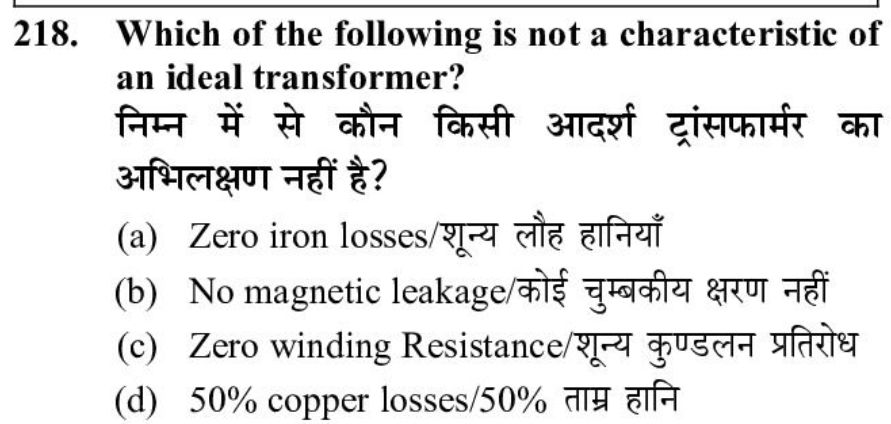 218. Which of the following is not a characteristic of
an ideal transformer?
निम्न में से कौन किसी आदर्श ट्रांसफार्मर का
अभिलक्षण नहीं है?
(a) Zero iron losses/शून्य लौह हानियाँ
(b) No magnetic leakage/कोई चुम्बकीय क्षरण नहीं
(c) Zero winding Resistance/शून्य कुण्डलन प्रतिरोध
(d) 50% copper losses/50% ताम्र हानि